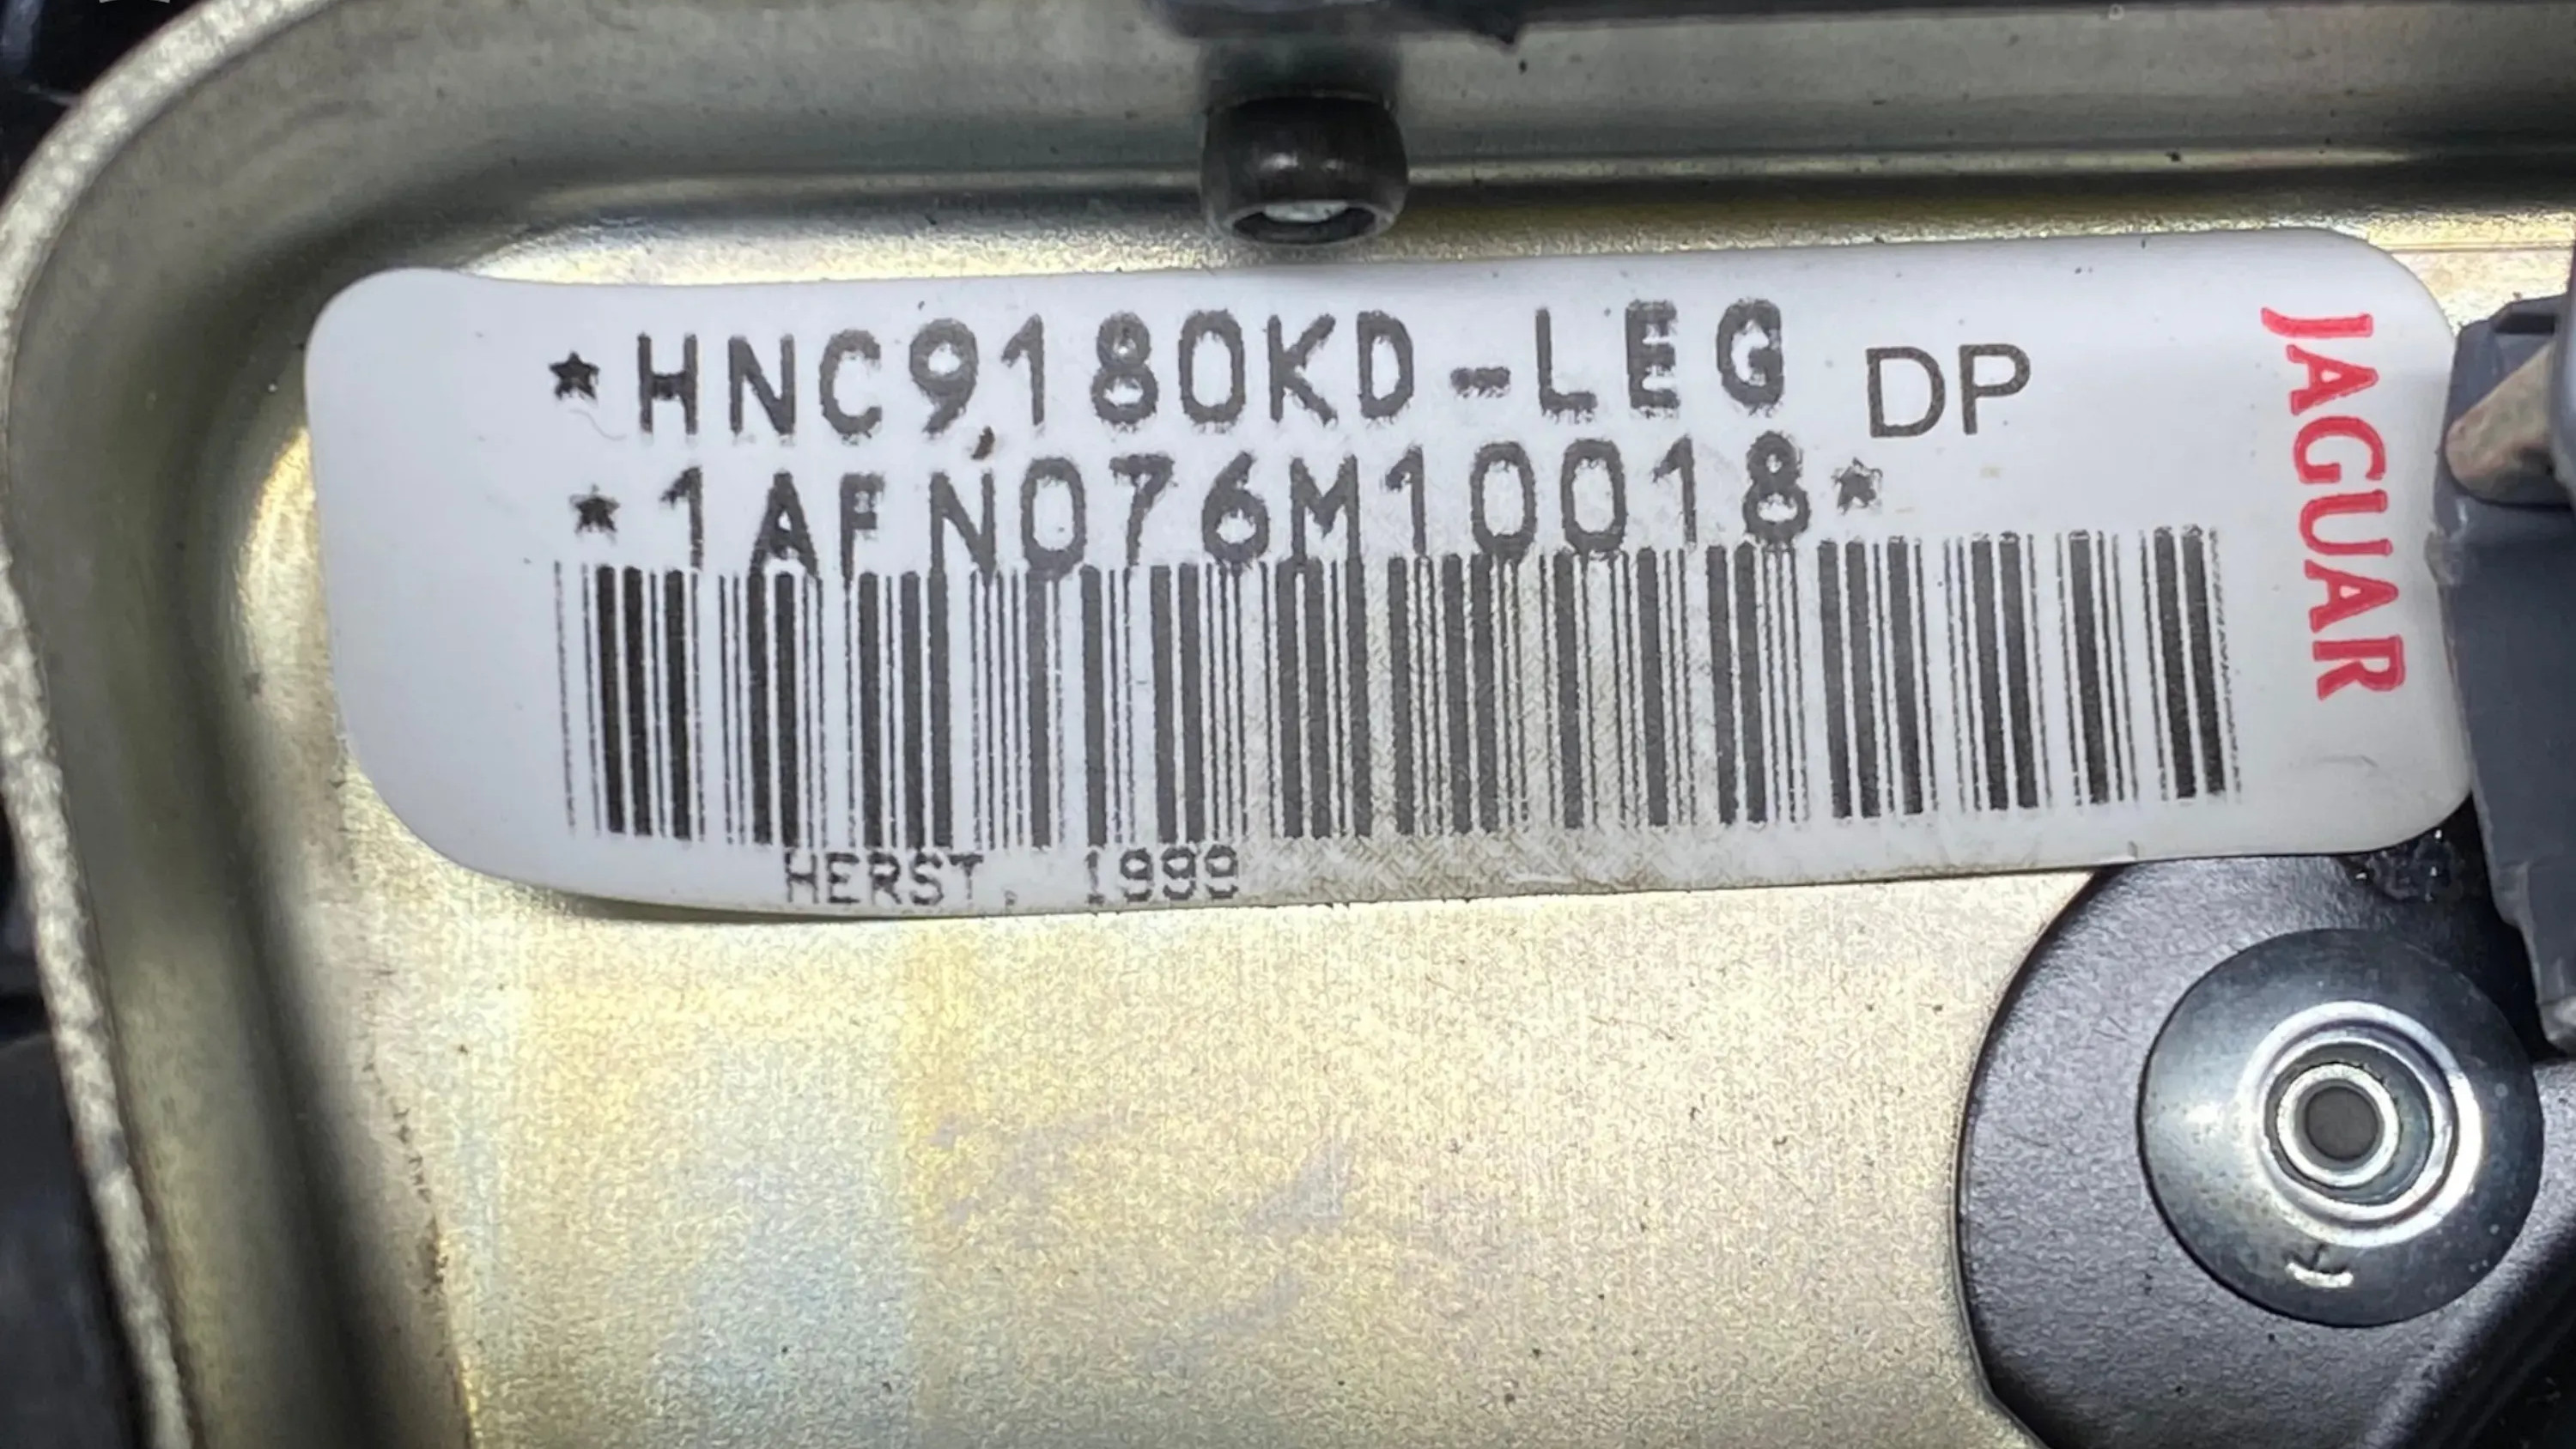 *HNC9180KD-LEG DP
*1AFN076M10018*
HERST. 1999
JAGUAR